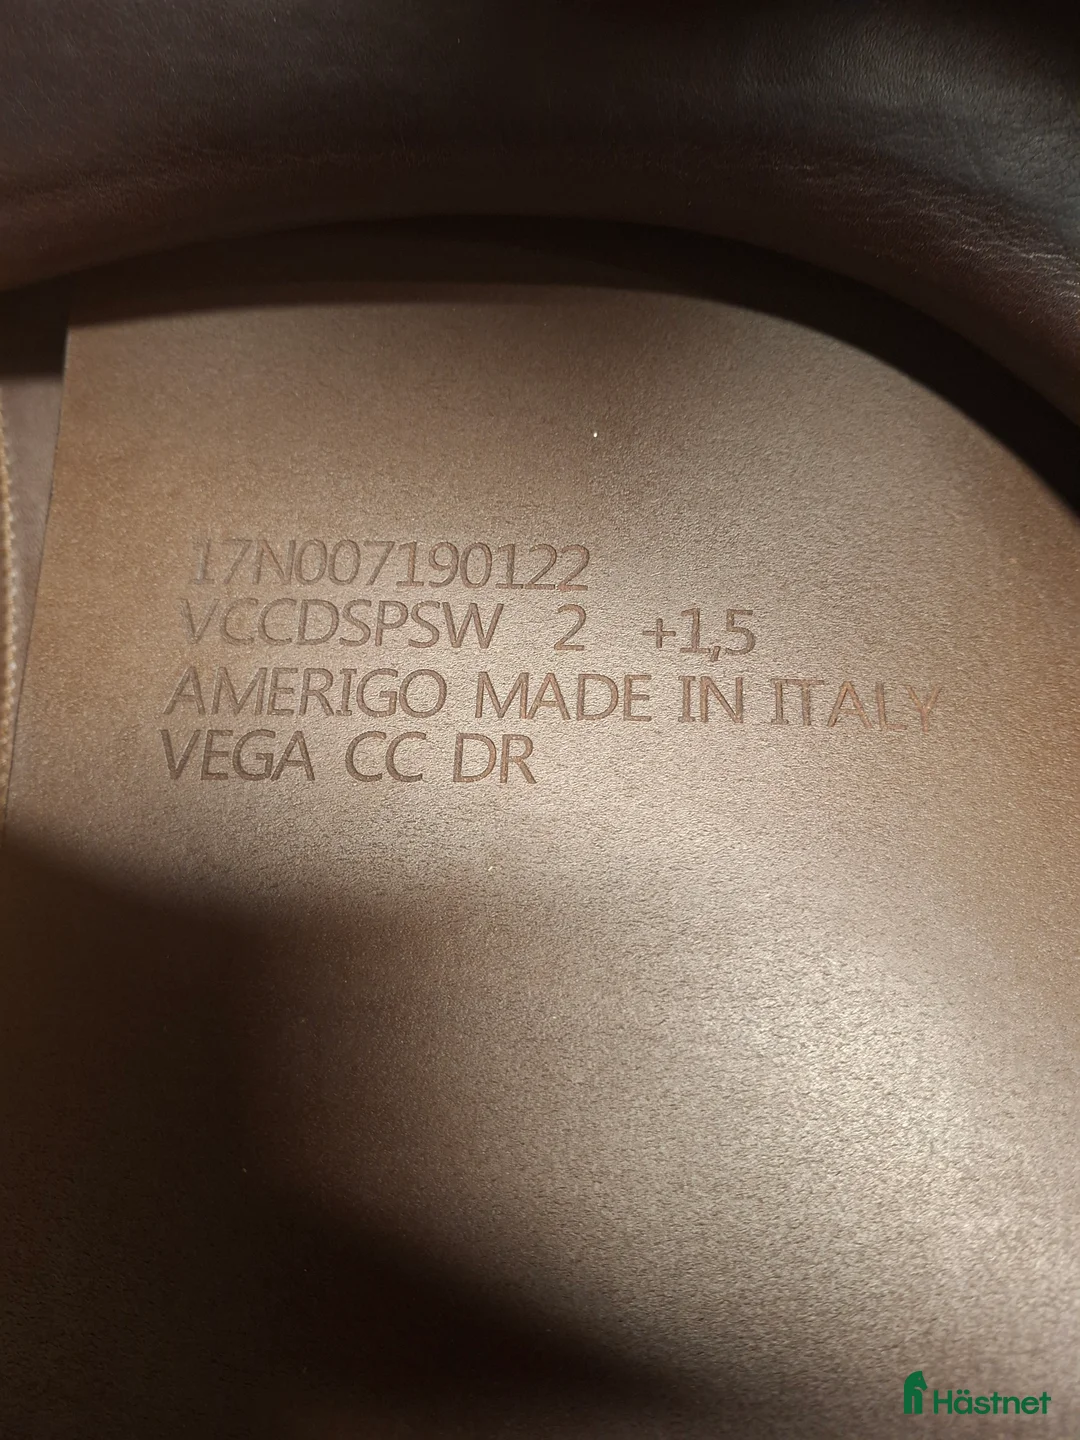 17N007190122
VCCDSPSW 2 +1,5
AMERIGO MADE IN ITALY
VEGA CC DR
Hästnet